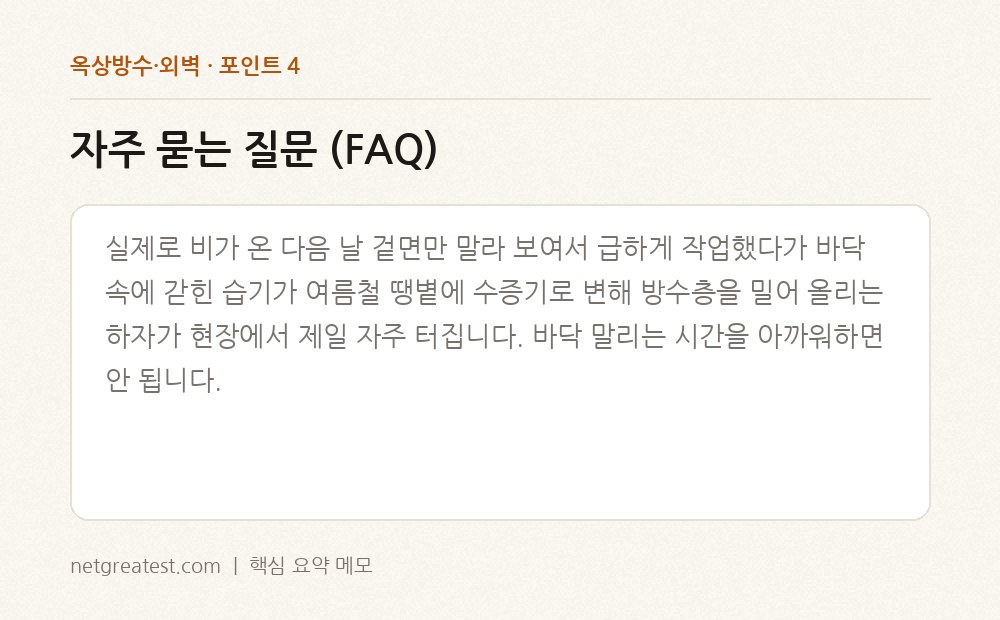 옥상방수·외벽 · 포인트 4
자주 묻는 질문 (FAQ)
실제로 비가 온 다음 날 겉면만 말라 보여서 급하게 작업했다가 바닥
속에 갇힌 습기가 여름철 땡볕에 수증기로 변해 방수층을 밀어 올리는
하자가 현장에서 제일 자주 터집니다. 바닥 말리는 시간을 아까워하면
안 됩니다.
netgreatest.com | 핵심 요약 메모